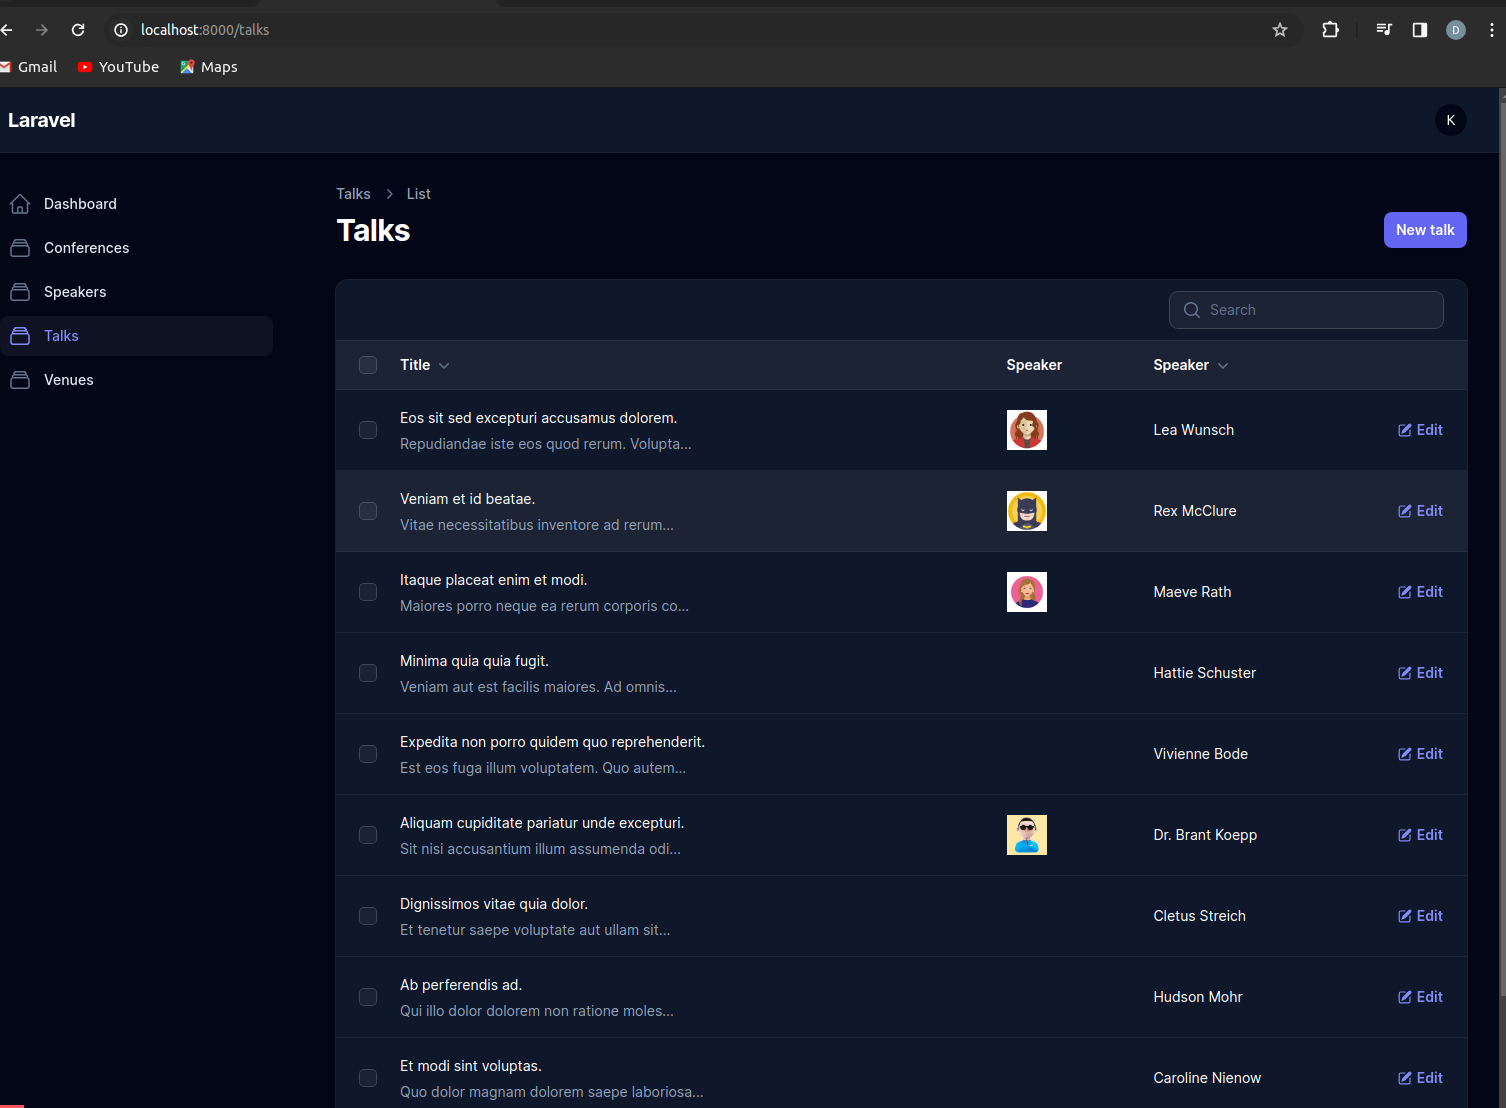 localhost:8000/talks
D
Gmail YouTube Maps
Laravel
K
Dashboard
Conferences
Speakers
Talks
Venues
Talks > List
Talks
New talk
Search
Title Speaker Speaker
Eos sit sed excepturi accusamus dolorem.
Repudiandae iste eos quod rerum. Volupta...
Lea Wunsch
Edit
Veniam et id beatae.
Vitae necessitatibus inventore ad rerum...
Rex McClure
Edit
Itaque placeat enim et modi.
Maiores porro neque ea rerum corporis co...
Maeve Rath
Edit
Minima quia quia fugit.
Veniam aut est facilis maiores. Ad omnis...
Hattie Schuster
Edit
Expedita non porro quidem quo reprehenderit.
Est eos fuga illum voluptatem. Quo autem...
Vivienne Bode
Edit
Aliquam cupiditate pariatur unde excepturi.
Sit nisi accusantium illum assumenda odi...
Dr. Brant Koepp
Edit
Dignissimos vitae quia dolor.
Et tenetur saepe voluptate aut ullam sit...
Cletus Streich
Edit
Ab perferendis ad.
Qui illo dolor dolorem non ratione moles...
Hudson Mohr
Edit
Et modi sint voluptas.
Quo dolor magnam dolorem saepe laboriosa...
Caroline Nienow
Edit